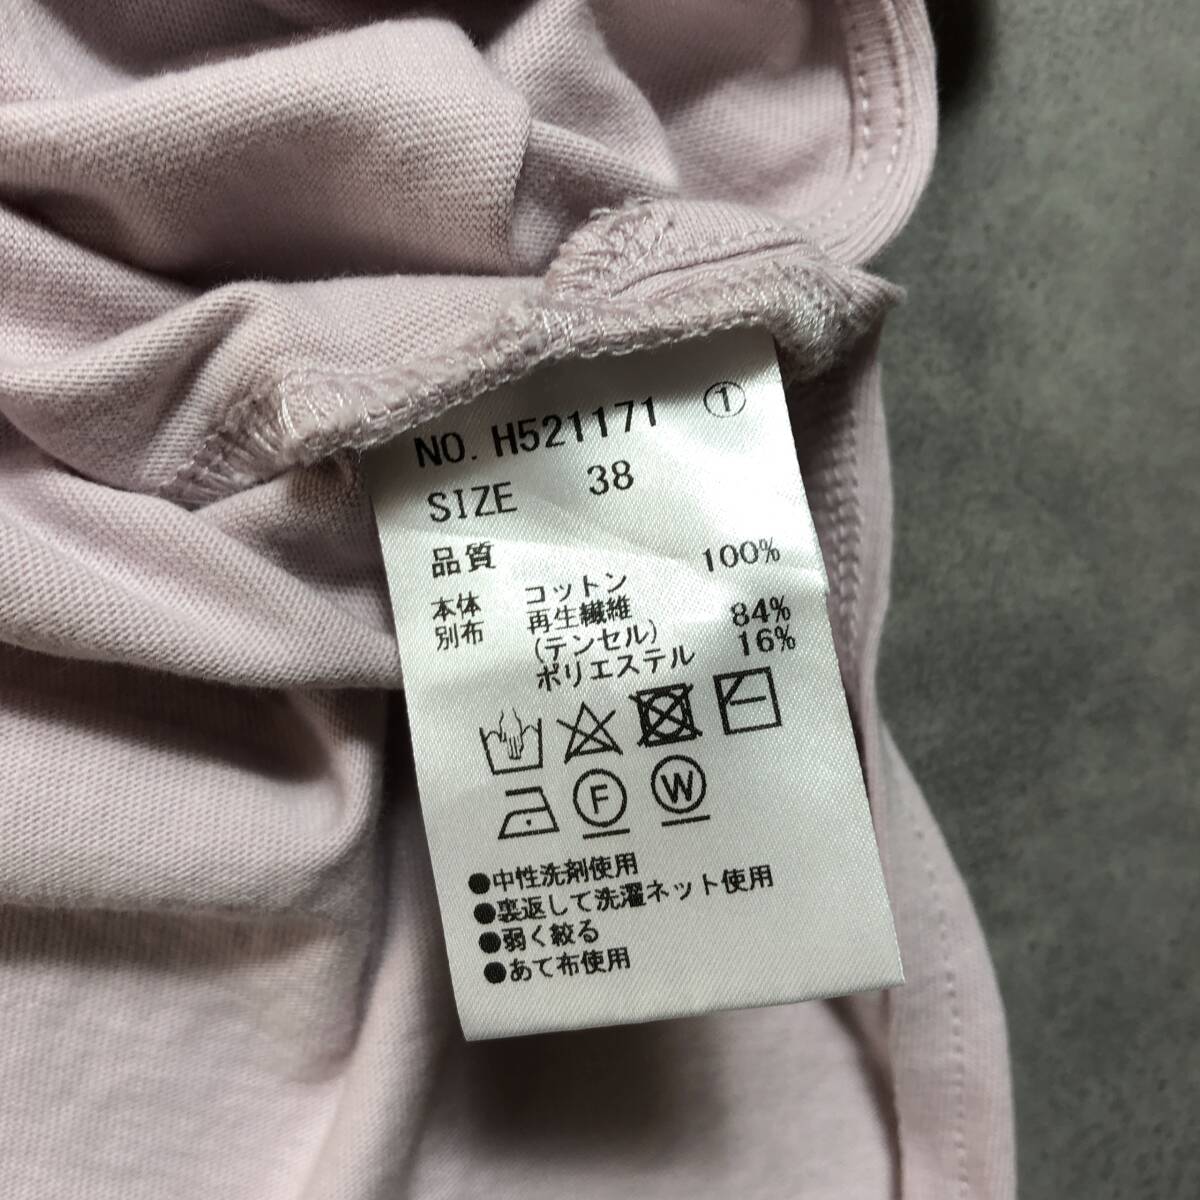 NO. H521171 ①
SIZE 38
品質
本体 コットン 100%
別布 再生繊維
(テンセル) 84%
ポリエステル 16%
F W
●中性洗剤使用
●裏返して洗濯ネット使用
●弱く絞る
●あて布使用